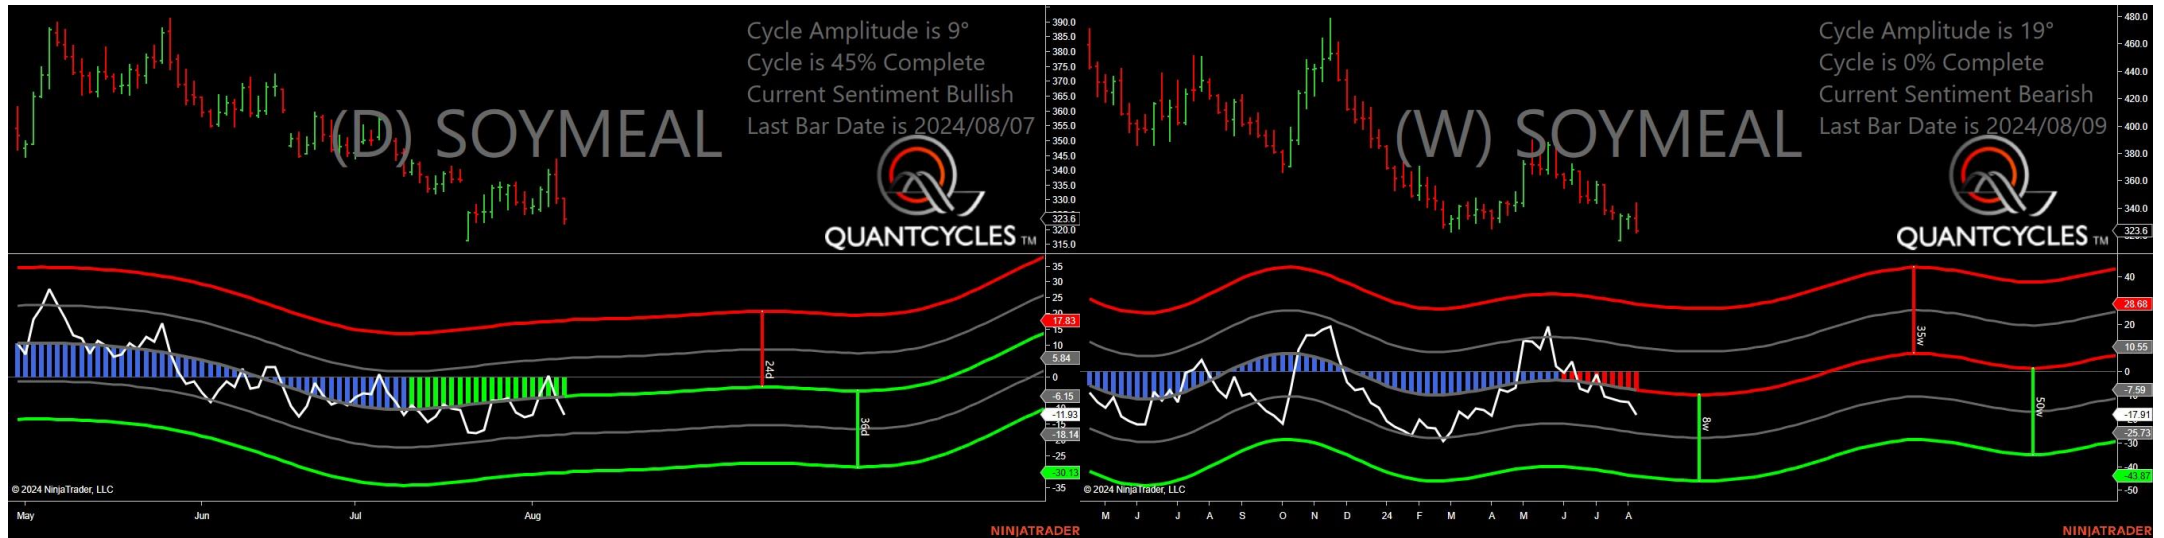 Cycle Amplitude is 9°
Cycle is 45% Complete
Current Sentiment Bullish
Last Bar Date is 2024/08/07
(D) SOYMEAL
QUANTCYCLES TM
390.0
385.0
380.0
375.0
370.0
365.0
360.0
355.0
350.0
345.0
340.0
335.0
330.0
323.6
320.0
315.0
35
30
25
17.83
15
10
5.84
0
-6.15
-11.93
-18.14
-25
-30.13
-35
24d
36d
© 2024 NinjaTrader, LLC
May Jun Jul Aug
NINJATRADER
Cycle Amplitude is 19°
Cycle is 0% Complete
Current Sentiment Bearish
Last Bar Date is 2024/08/09
(W) SOYMEAL
QUANTCYCLES TM
480.0
460.0
440.0
420.0
400.0
380.0
360.0
340.0
323.6
40
28.68
20
10.55
0
-7.59
-17.91
-25.73
-30
-40
-43.87
-50
35w
8w
50w
© 2024 NinjaTrader, LLC
M J J A S O N D 24 F M A M J J A
NINJATRADER